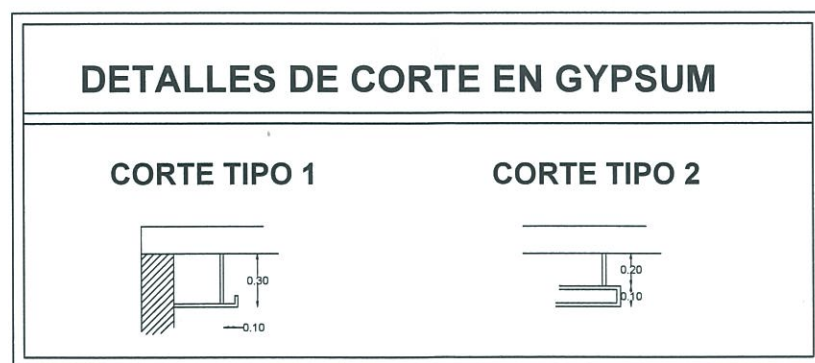 DETALLES DE CORTE EN GYPSUM
CORTE TIPO 1
CORTE TIPO 2
0.30
0.10
0.20
0.10